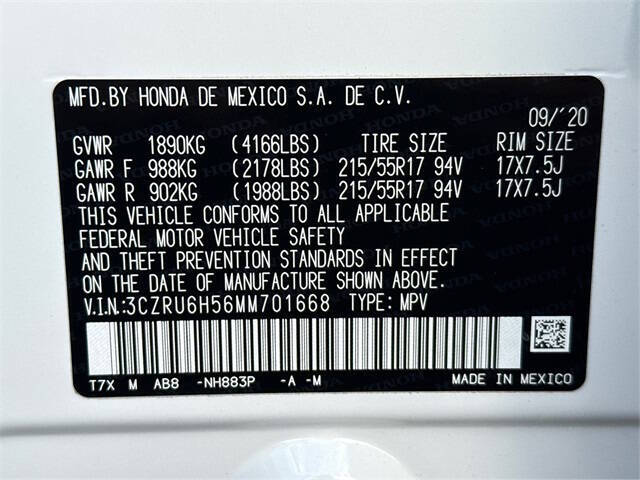 MFD.BY HONDA DE MEXICO S.A. DE C.V.
09/'20
GVWR 1890KG (4166LBS) TIRE SIZE RIM SIZE
GAWR F 988KG (2178LBS) 215/55R17 94V 17X7.5J
GAWR R 902KG (1988LBS) 215/55R17 94V 17X7.5J
THIS VEHICLE CONFORMS TO ALL APPLICABLE
FEDERAL MOTOR VEHICLE SAFETY
AND THEFT PREVENTION STANDARDS IN EFFECT
ON THE DATE OF MANUFACTURE SHOWN ABOVE.
V.I.N:3CZRU6H56MM701668 TYPE: MPV
T7X M AB8 -NH883P -A -M MADE IN MEXICO